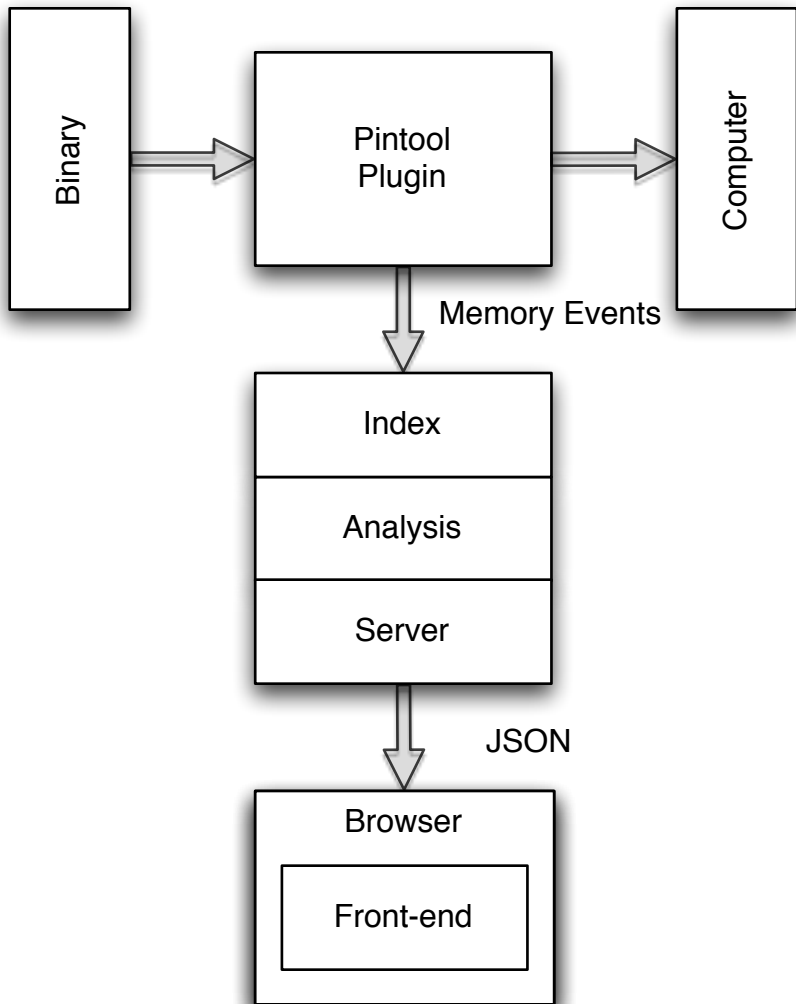 Binary
Pintool
Plugin
Computer
Memory Events
Index
Analysis
Server
JSON
Browser
Front-end